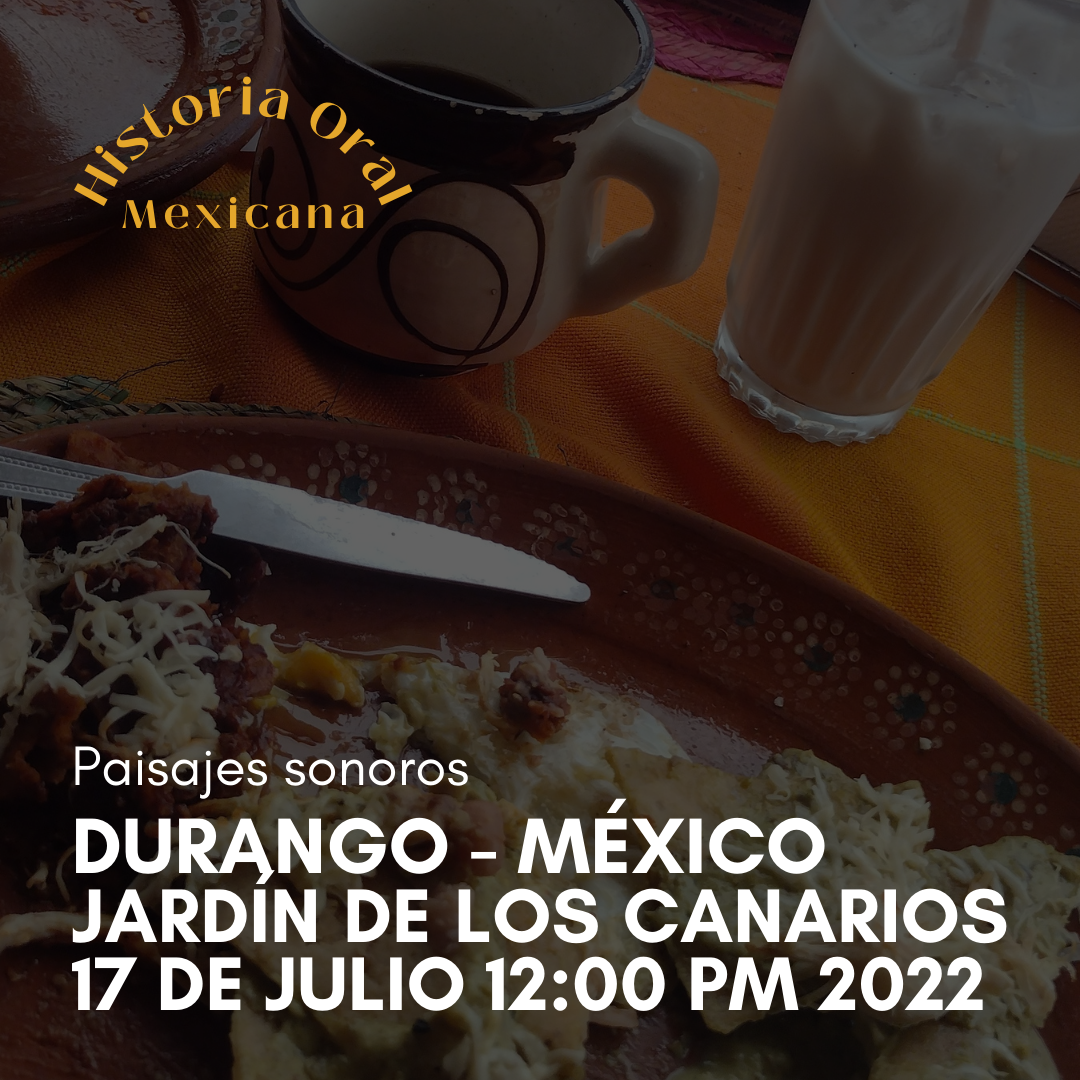 Historia Oral
Mexicana
Paisajes sonoros
DURANGO - MÉXICO
JARDÍN DE LOS CANARIOS
17 DE JULIO 12:00 PM 2022